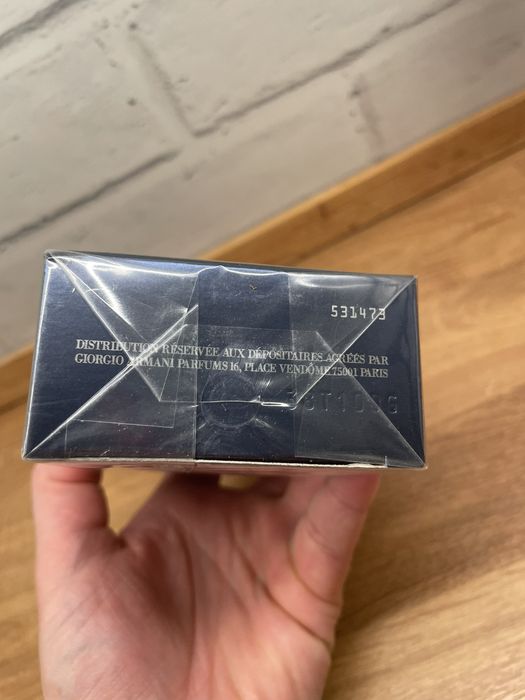 531473
DISTRIBUTION RÉSERVÉE AUX DÉPOSITAIRES AGRÉÉS PAR
GIORGIO ARMANI PARFUMS 16, PLACE VENDÔME 75001 PARIS